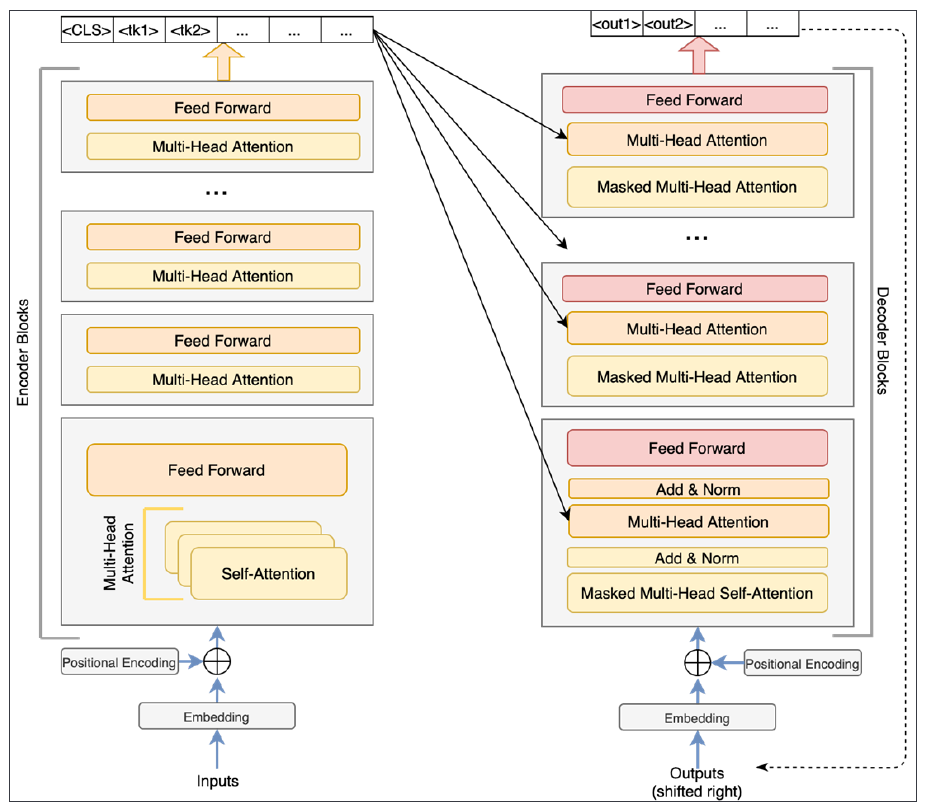 <CLS> <tk1> <tk2> ... ... ...
Feed Forward
Multi-Head Attention
...
Feed Forward
Multi-Head Attention
Feed Forward
Multi-Head Attention
Feed Forward
Multi-Head
Attention
Self-Attention
Encoder Blocks
Positional Encoding
Embedding
Inputs
<out1> <out2> ... ...
Feed Forward
Multi-Head Attention
Masked Multi-Head Attention
...
Feed Forward
Multi-Head Attention
Masked Multi-Head Attention
Feed Forward
Add & Norm
Multi-Head Attention
Add & Norm
Masked Multi-Head Self-Attention
Decoder Blocks
Positional Encoding
Embedding
Outputs
(shifted right)